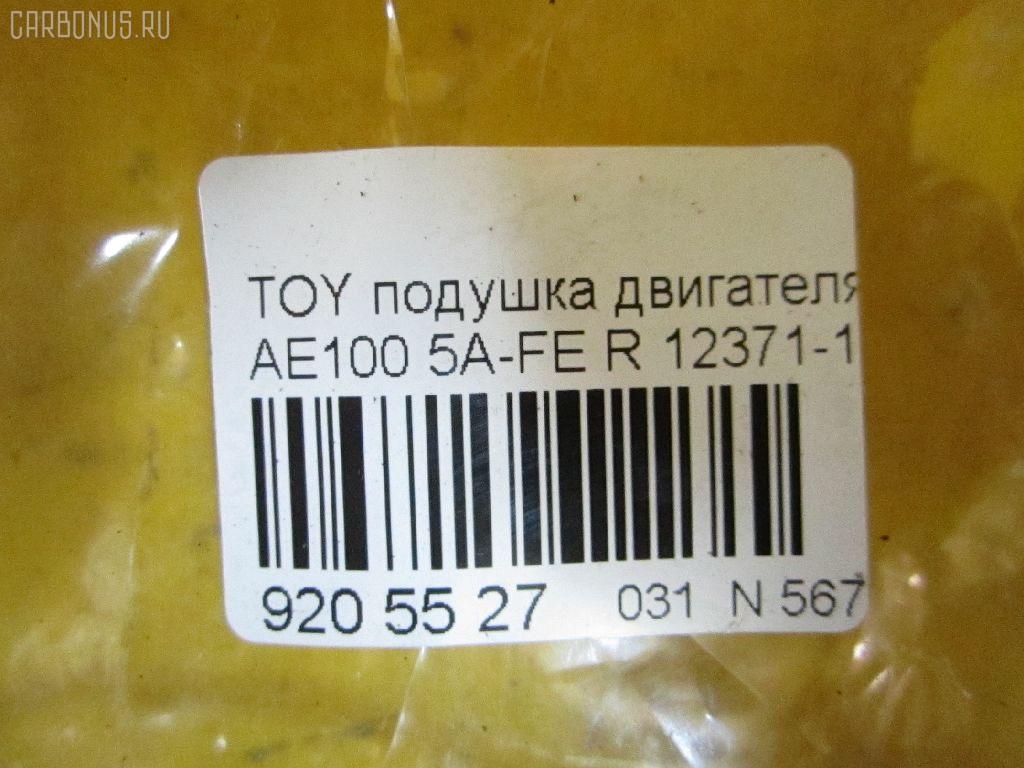 CARBONUS.RU
TOY подушка двигателя
AE100 5A-FE R 12371-1
920 55 27 031 N 567